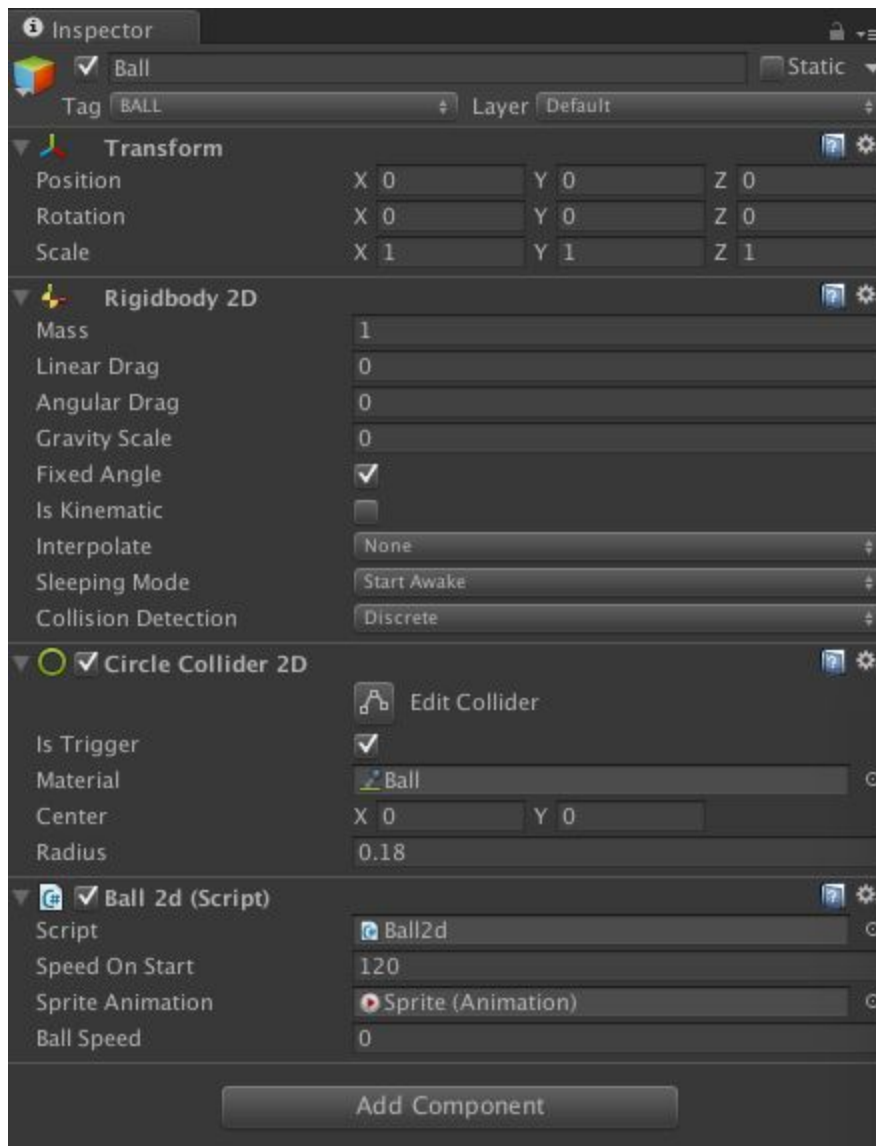 Inspector
Ball Static
Tag BALL Layer Default
Transform
Position X 0 Y 0 Z 0
Rotation X 0 Y 0 Z 0
Scale X 1 Y 1 Z 1
Rigidbody 2D
Mass 1
Linear Drag 0
Angular Drag 0
Gravity Scale 0
Fixed Angle
Is Kinematic
Interpolate None
Sleeping Mode Start Awake
Collision Detection Discrete
Circle Collider 2D
Edit Collider
Is Trigger
Material Ball
Center X 0 Y 0
Radius 0.18
Ball 2d (Script)
Script Ball2d
Speed On Start 120
Sprite Animation Sprite (Animation)
Ball Speed 0
Add Component